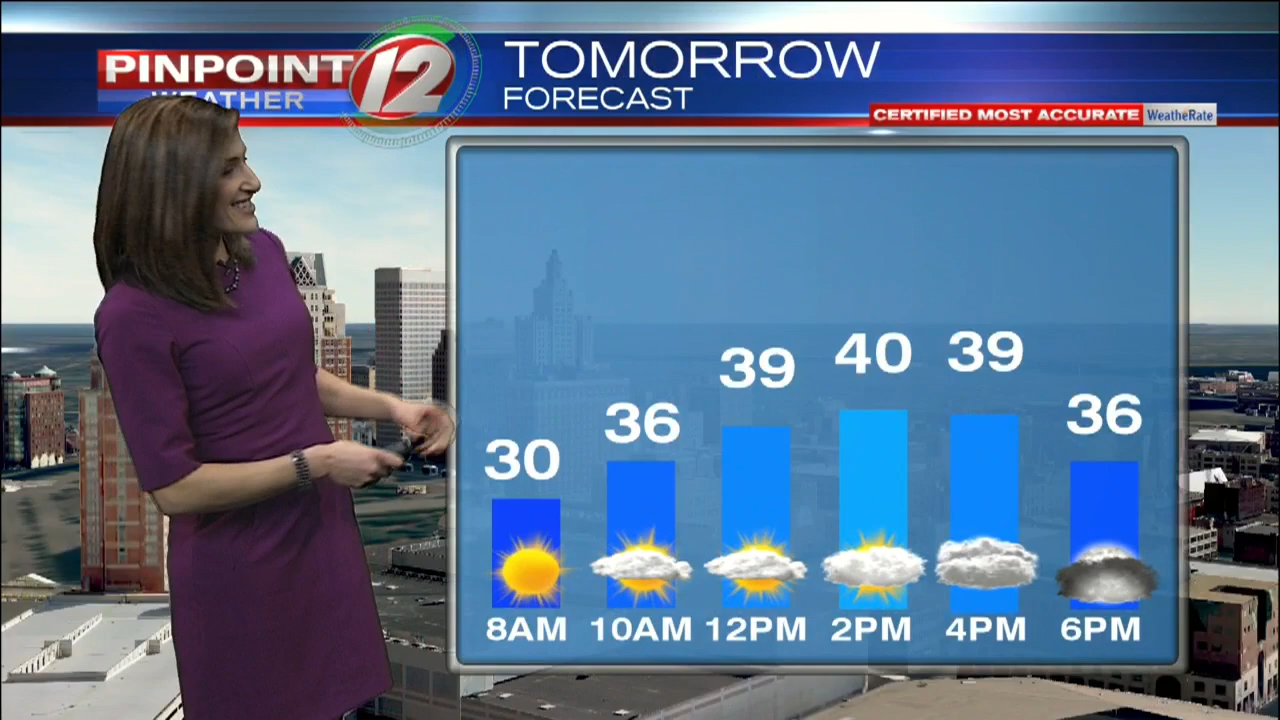 PINPOINT 12
WEATHER
TOMORROW
FORECAST
CERTIFIED MOST ACCURATE WeatheRate
30 36 39 40 39 36
8AM 10AM 12PM 2PM 4PM 6PM